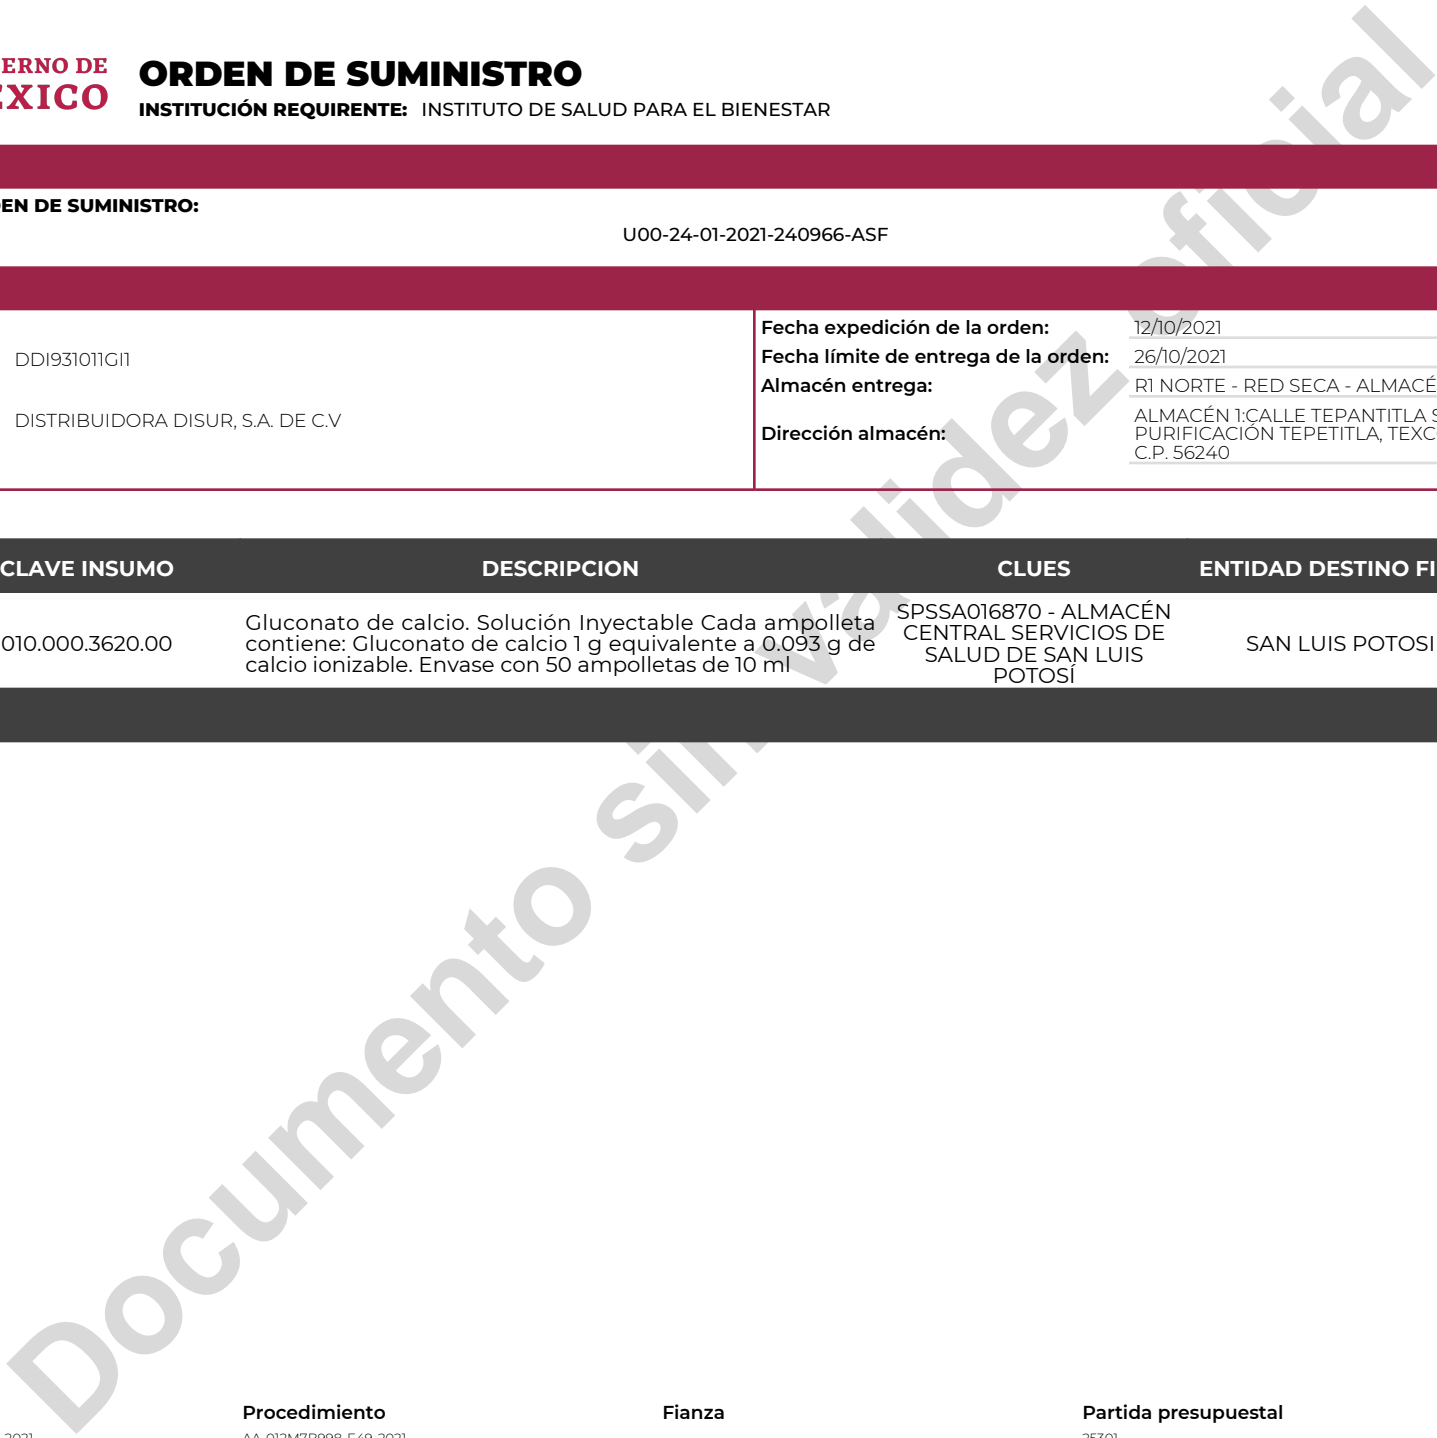 ERNO DE
EXICO
ORDEN DE SUMINISTRO
INSTITUCIÓN REQUIRENTE: INSTITUTO DE SALUD PARA EL BIENESTAR
EN DE SUMINISTRO:
U00-24-01-2021-240966-ASF
DDI931011GI1
DISTRIBUIDORA DISUR, S.A. DE C.V
Fecha expedición de la orden: 12/10/2021
Fecha límite de entrega de la orden: 26/10/2021
Almacén entrega: R1 NORTE - RED SECA - ALMACÉ
Dirección almacén:
ALMACÉN 1:CALLE TEPANTITLA S
PURIFICACIÓN TEPETITLA, TEXC
C.P. 56240
CLAVE INSUMO DESCRIPCION CLUES ENTIDAD DESTINO FI
010.000.3620.00
Gluconato de calcio. Solución Inyectable Cada ampolleta
contiene: Gluconato de calcio 1 g equivalente a 0.093 g de
calcio ionizable. Envase con 50 ampolletas de 10 ml
SPSSA016870 - ALMACÉN
CENTRAL SERVICIOS DE
SALUD DE SAN LUIS
POTOSÍ
SAN LUIS POTOSI
Documento sin validez oficial
Procedimiento Fianza Partida presupuestal